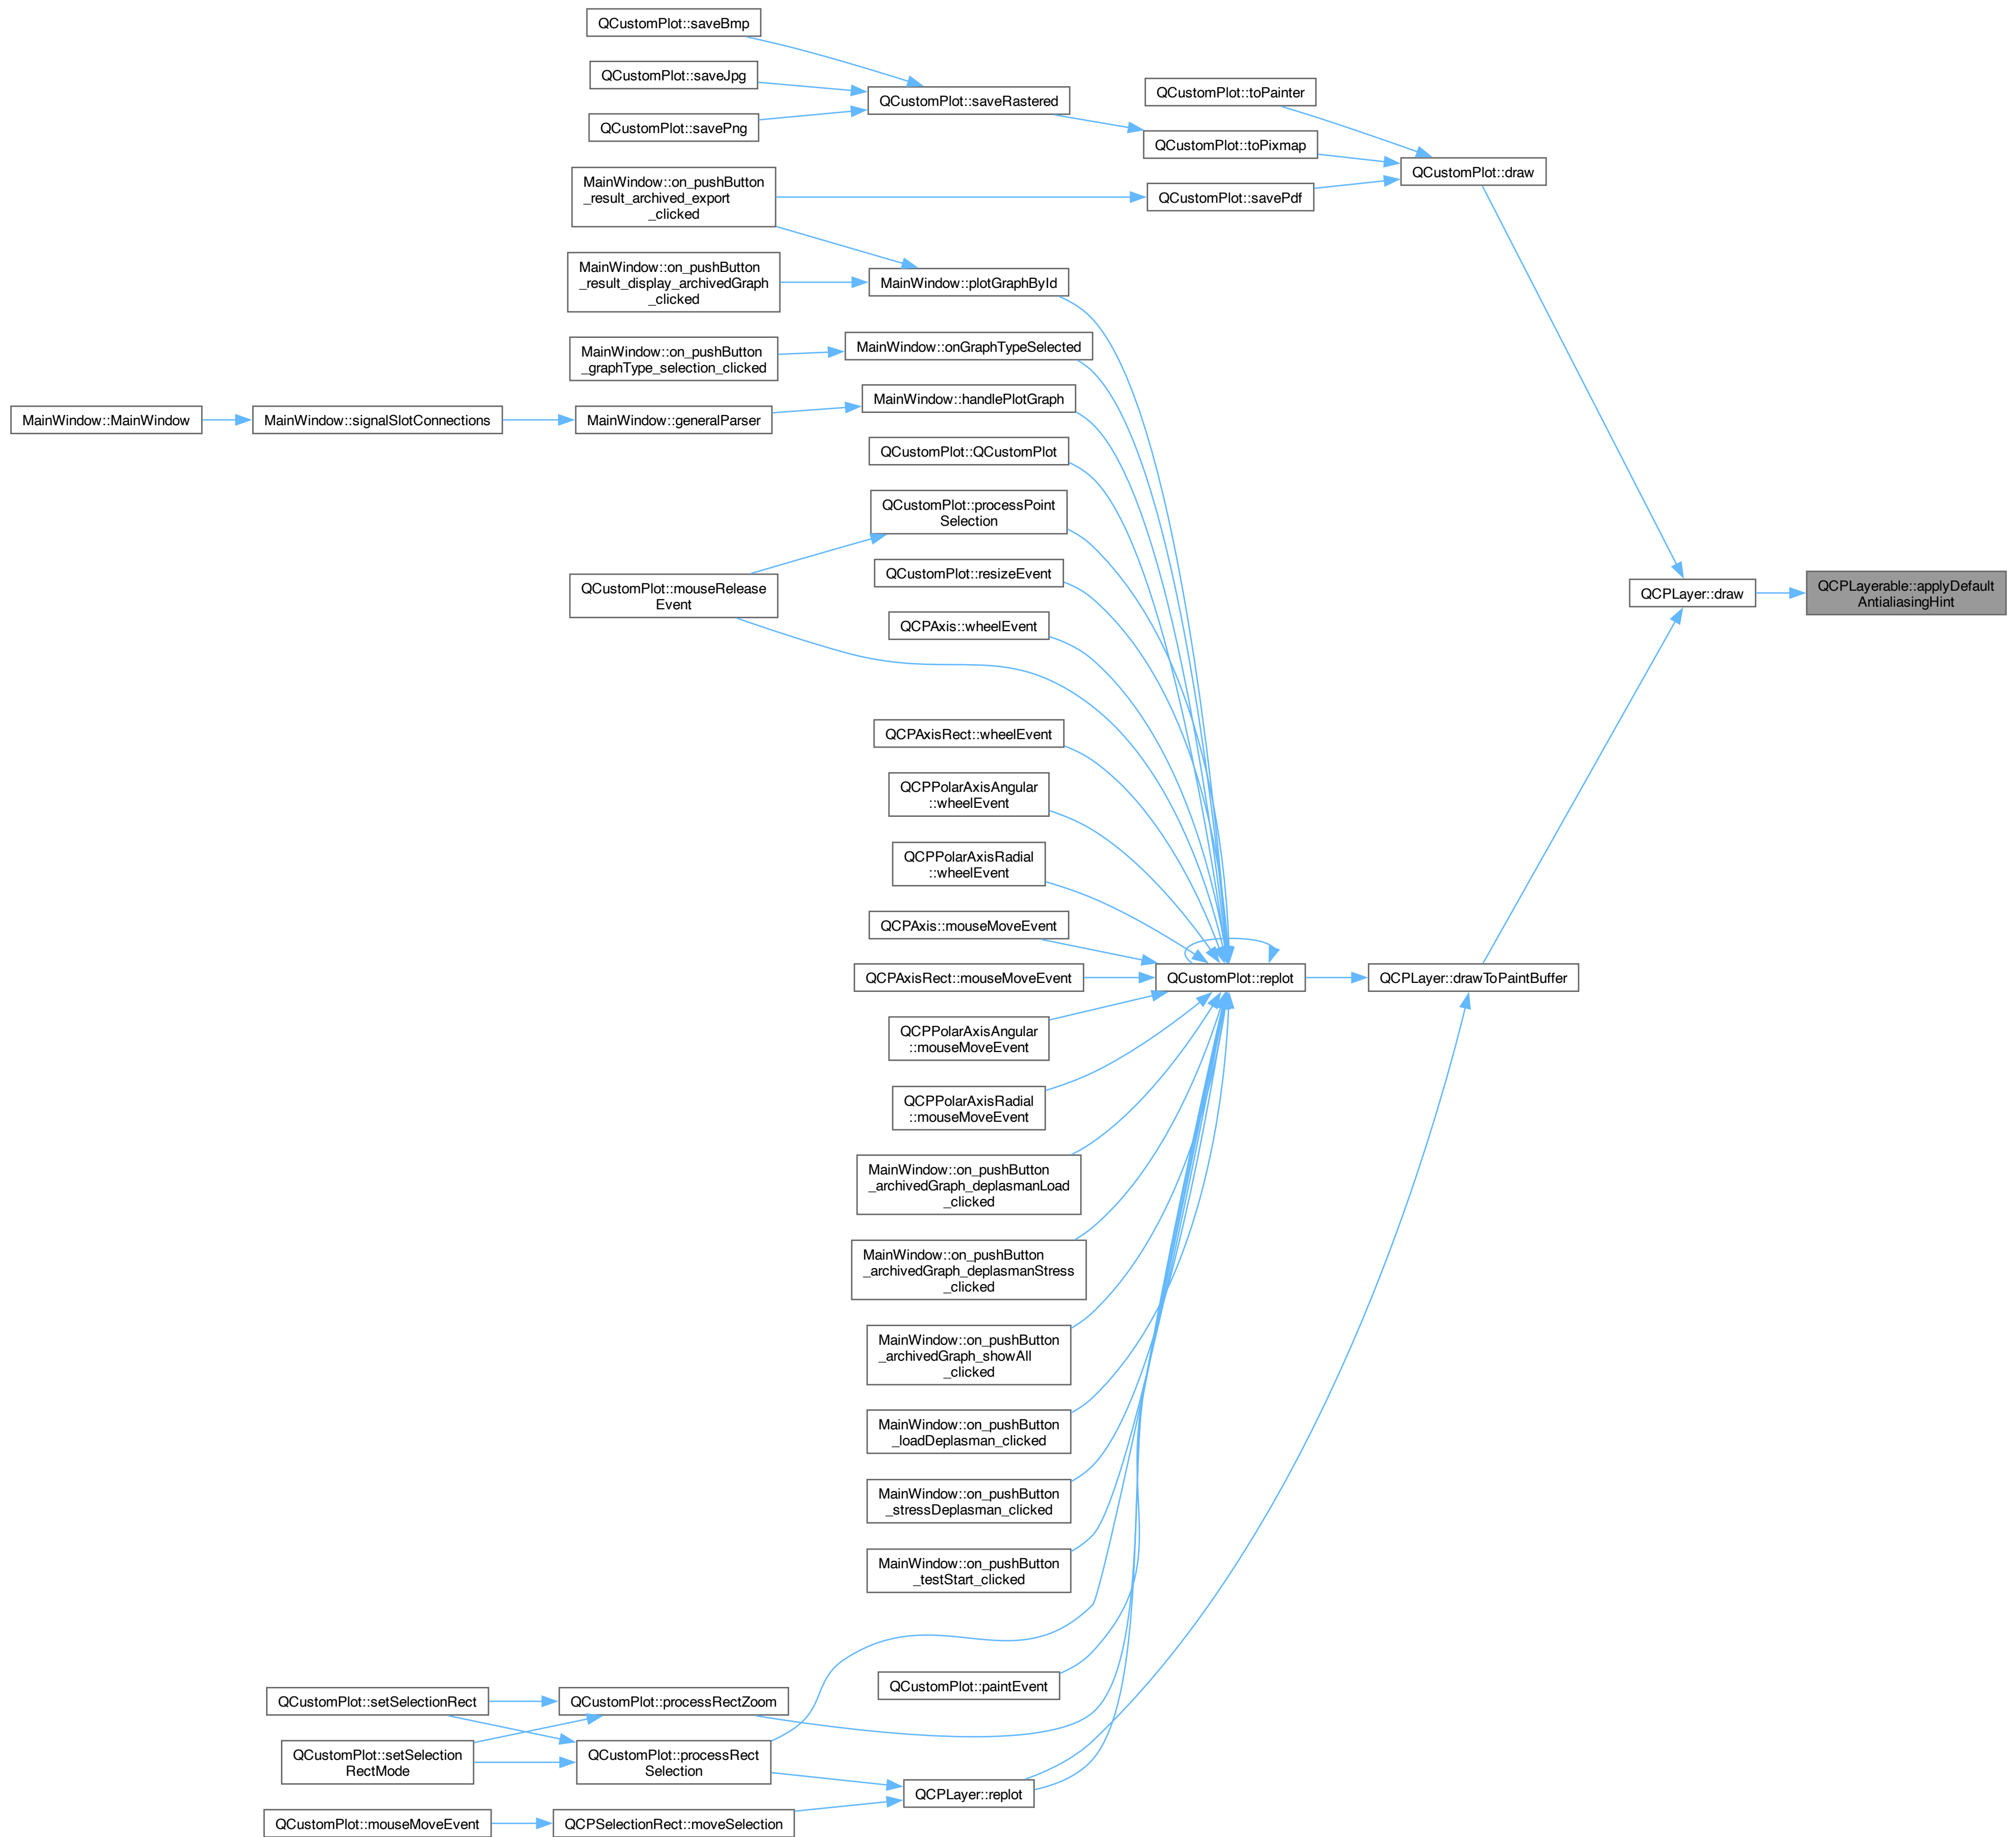 QCustomPlot::saveBmp
QCustomPlot::saveJpg
QCustomPlot::savePng
QCustomPlot::saveRastered
QCustomPlot::toPainter
QCustomPlot::toPixmap
QCustomPlot::savePdf
QCustomPlot::draw
MainWindow::on_pushButton
_result_archived_export
_clicked
MainWindow::on_pushButton
_result_display_archivedGraph
_clicked
MainWindow::plotGraphById
MainWindow::on_pushButton
_graphType_selection_clicked
MainWindow::onGraphTypeSelected
MainWindow::MainWindow
MainWindow::signalSlotConnections
MainWindow::generalParser
MainWindow::handlePlotGraph
QCustomPlot::QCustomPlot
QCustomPlot::processPoint
Selection
QCustomPlot::mouseRelease
Event
QCustomPlot::resizeEvent
QCPAxis::wheelEvent
QCPLayer::draw
QCPLayerable::applyDefault
AntialiasingHint
QCPAxisRect::wheelEvent
QCPPolarAxisAngular
::wheelEvent
QCPPolarAxisRadial
::wheelEvent
QCPAxis::mouseMoveEvent
QCPAxisRect::mouseMoveEvent
QCustomPlot::replot
QCPLayer::drawToPaintBuffer
QCPPolarAxisAngular
::mouseMoveEvent
QCPPolarAxisRadial
::mouseMoveEvent
MainWindow::on_pushButton
_archivedGraph_deplasmanLoad
_clicked
MainWindow::on_pushButton
_archivedGraph_deplasmanStress
_clicked
MainWindow::on_pushButton
_archivedGraph_showAll
_clicked
MainWindow::on_pushButton
_loadDeplasman_clicked
MainWindow::on_pushButton
_stressDeplasman_clicked
MainWindow::on_pushButton
_testStart_clicked
QCustomPlot::paintEvent
QCustomPlot::setSelectionRect
QCustomPlot::processRectZoom
QCustomPlot::setSelection
RectMode
QCustomPlot::processRect
Selection
QCPLayer::replot
QCustomPlot::mouseMoveEvent
QCPSelectionRect::moveSelection